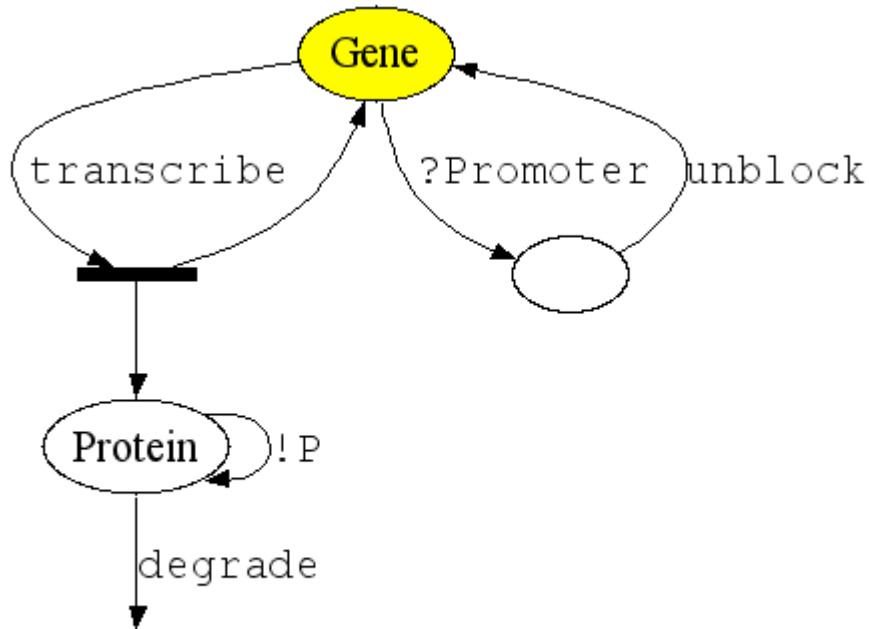 Gene
transcribe
?Promoter
unblock
Protein
!P
degrade